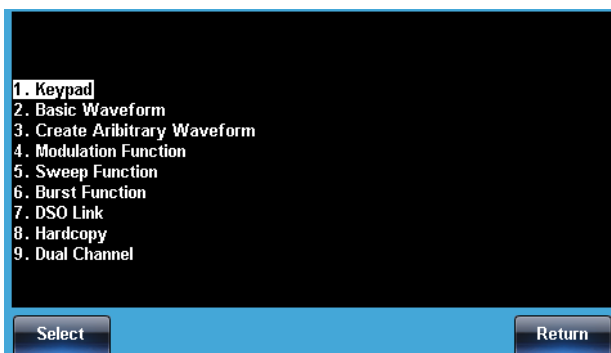 1. Keypad
2. Basic Waveform
3. Create Aribitrary Waveform
4. Modulation Function
5. Sweep Function
6. Burst Function
7. DSO Link
8. Hardcopy
9. Dual Channel
Select
Return